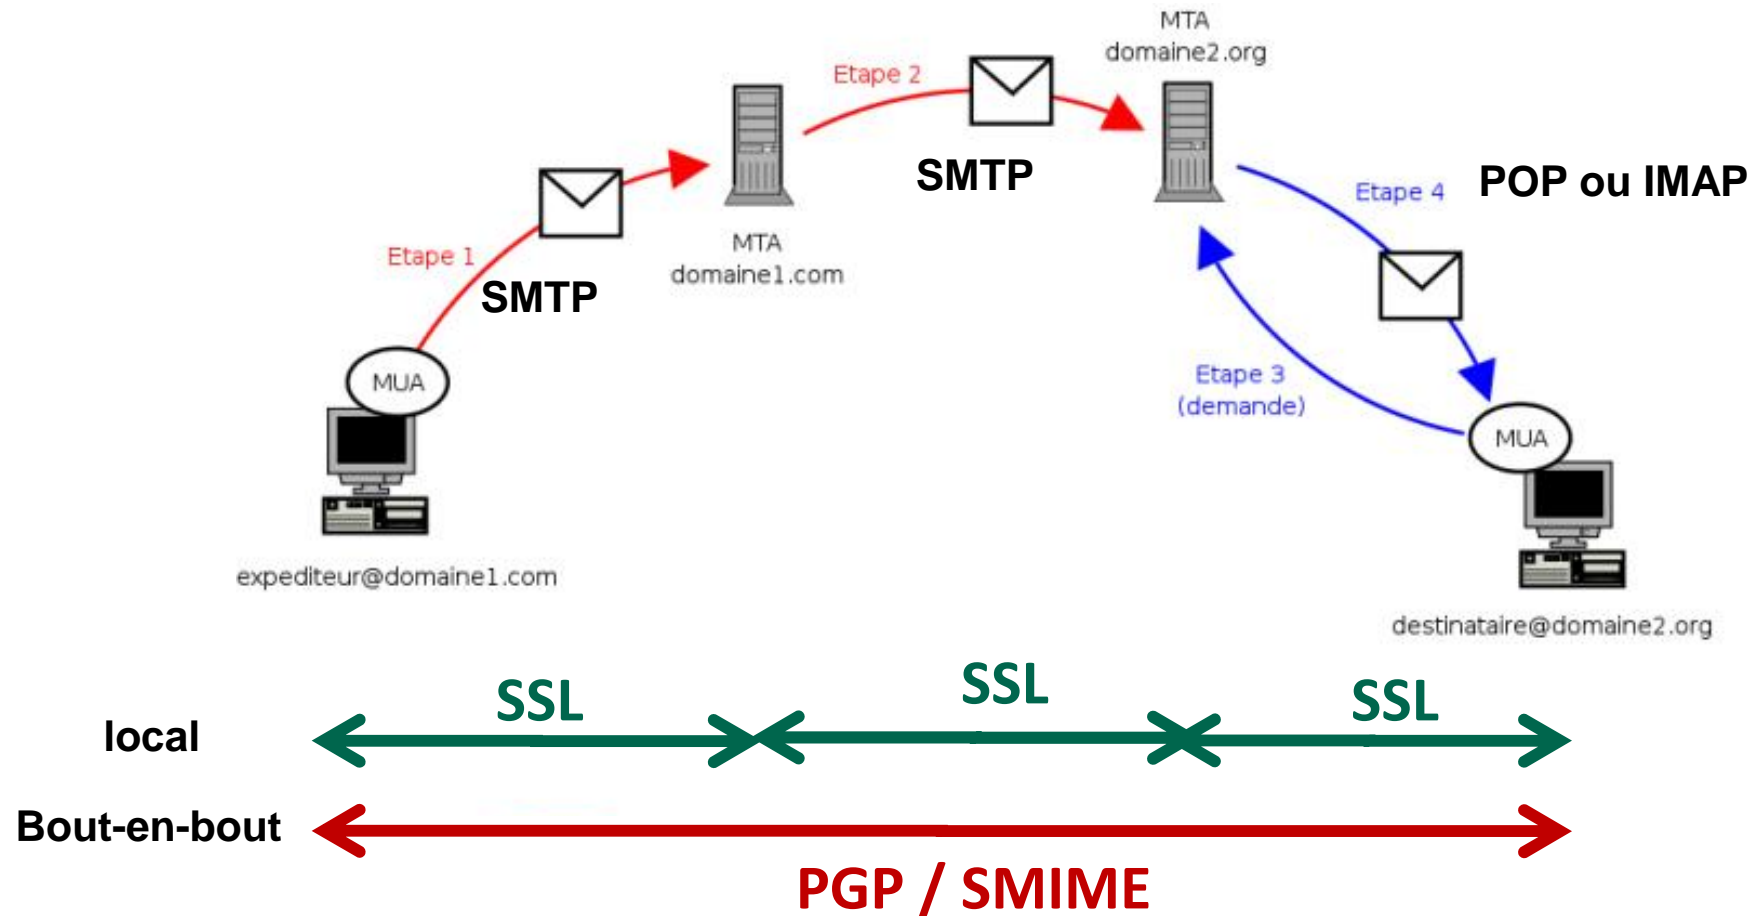 MTA
domaine2.org
Etape 2
SMTP
POP ou IMAP
Etape 4
MTA
domaine1.com
Etape 1
SMTP
MUA
Etape 3
(demande)
MUA
expediteur@domaine1.com
destinataire@domaine2.org
SSL
SSL
SSL
local
Bout-en-bout
PGP / SMIME